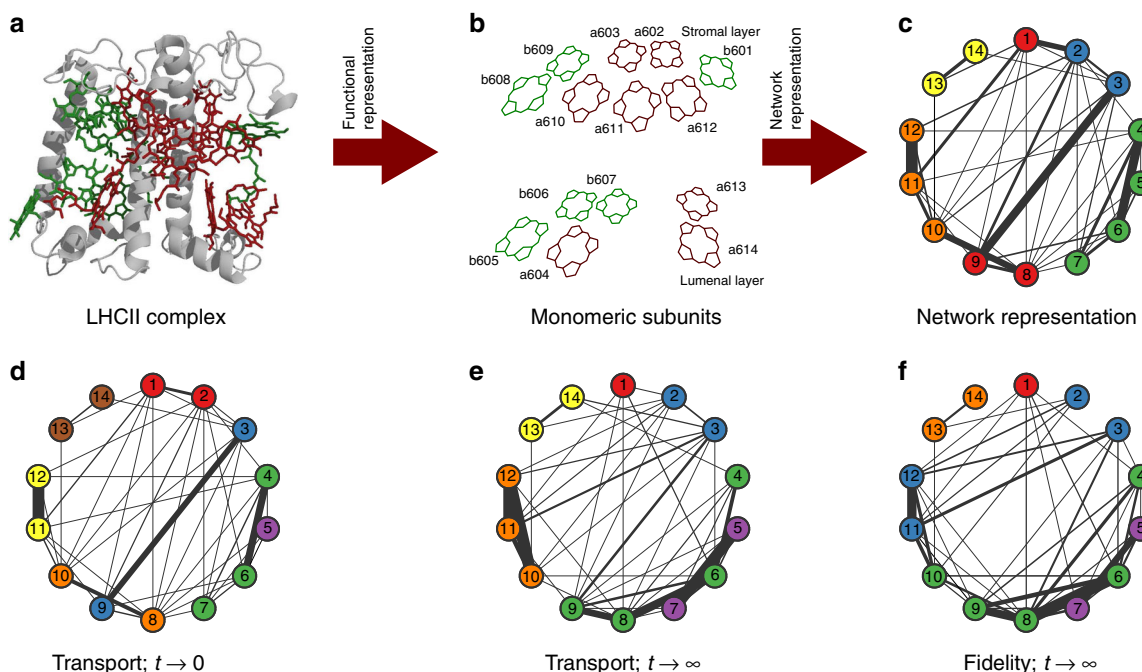 a
LHCII complex
Functional
representation
b
b609
a603
a602
Stromal layer
b601
b608
a610
a611
a612
b606
b607
a613
b605
a604
a614
Lumenal layer
Monomeric subunits
Network
representation
c
1
2
3
4
5
6
7
8
9
10
11
12
13
14
Network representation
d
1
2
3
4
5
6
7
8
9
10
11
12
13
14
Transport; t → 0
e
1
2
3
4
5
6
7
8
9
10
11
12
13
14
Transport; t → ∞
f
1
2
3
4
5
6
7
8
9
10
11
12
13
14
Fidelity; t → ∞